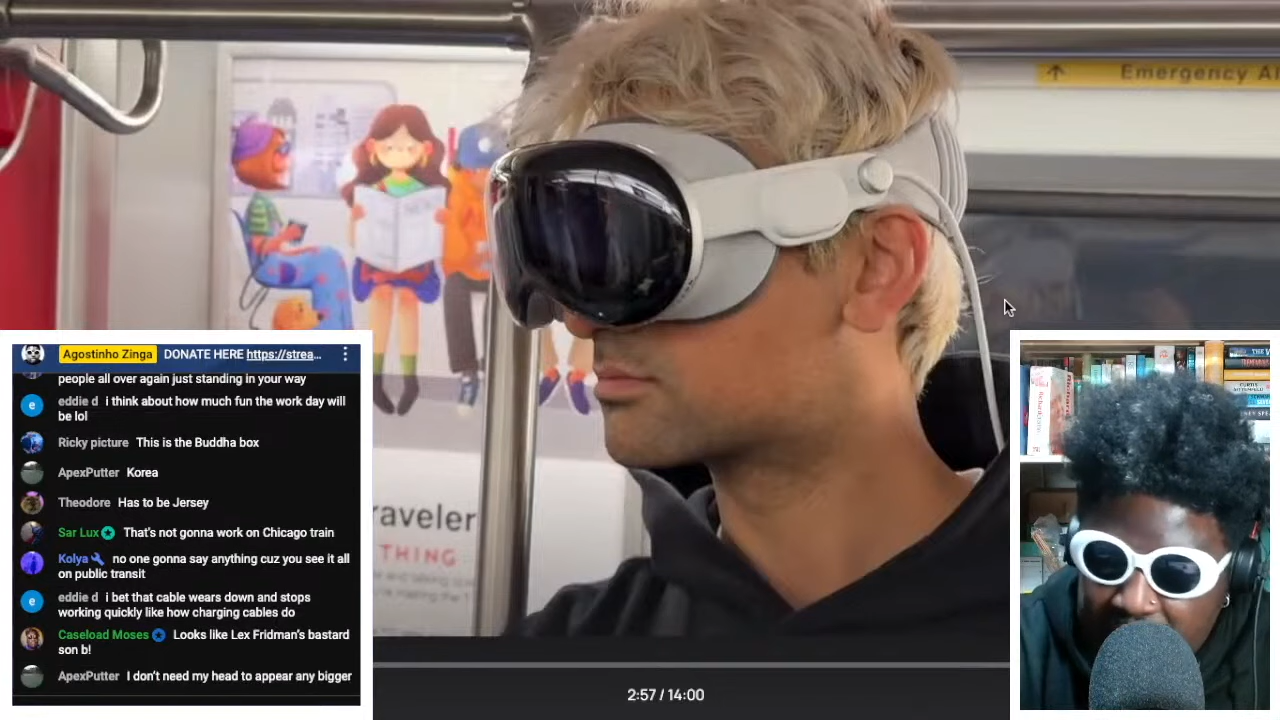 Emergency
raveler
THING
Agostinho Zinga DONATE HERE https://strea...
people all over again just standing in your way
eddie d i think about how much fun the work day will
be lol
Ricky picture This is the Buddha box
ApexPutter Korea
Theodore Has to be Jersey
Sar Lux That's not gonna work on Chicago train
Kolya no one gonna say anything cuz you see it all
on public transit
eddie d i bet that cable wears down and stops
working quickly like how charging cables do
Caseload Moses Looks like Lex Fridman's bastard
son b!
ApexPutter I don't need my head to appear any bigger
2:57 / 14:00